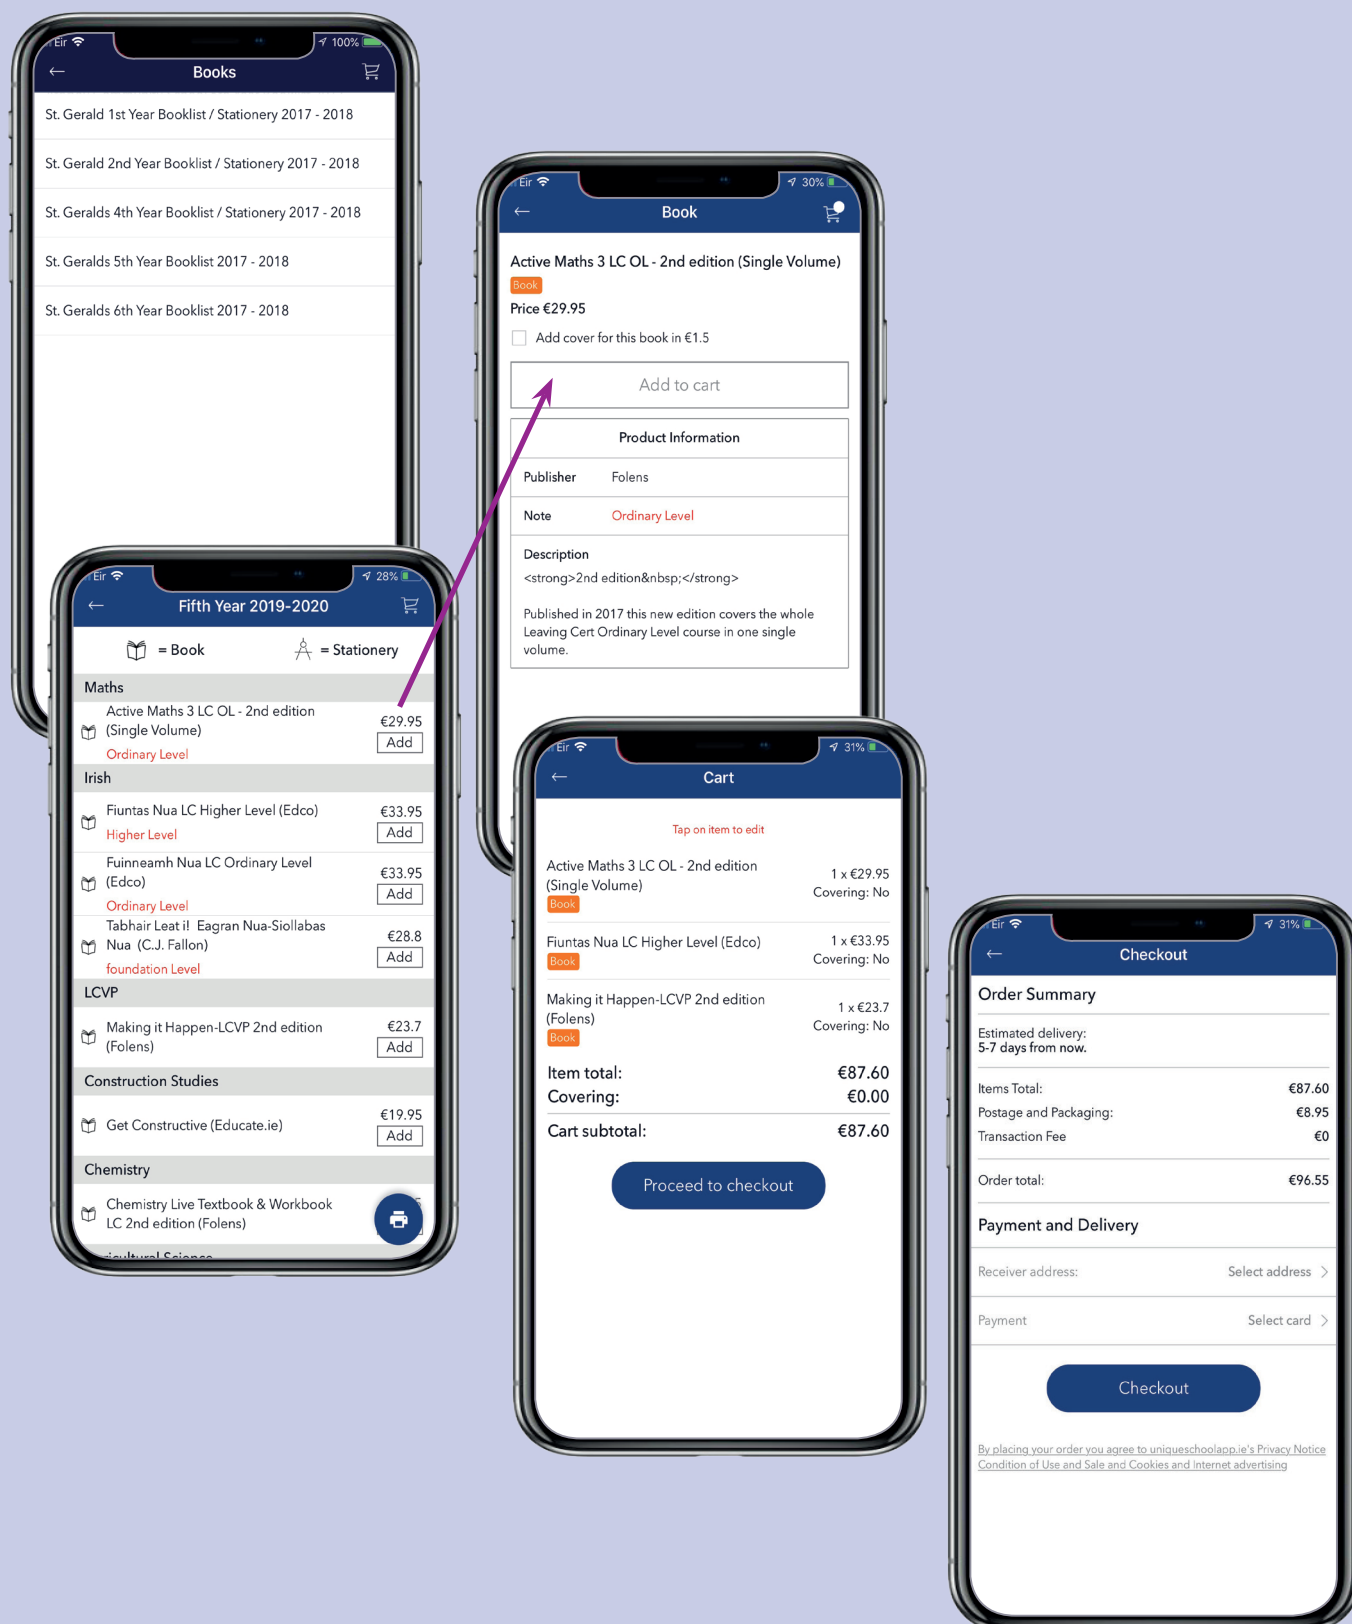 Eir 100%
Books
St. Gerald 1st Year Booklist / Stationery 2017 - 2018
St. Gerald 2nd Year Booklist / Stationery 2017 - 2018
St. Geralds 4th Year Booklist / Stationery 2017 - 2018
St. Geralds 5th Year Booklist 2017 - 2018
St. Geralds 6th Year Booklist 2017 - 2018
Eir 30%
Book
Active Maths 3 LC OL - 2nd edition (Single Volume)
Book
Price €29.95
Add cover for this book in €1.5
Add to cart
Product Information
Publisher Folens
Note Ordinary Level
Description
<strong>2nd edition&nbsp;</strong>
Published in 2017 this new edition covers the whole
Leaving Cert Ordinary Level course in one single
volume.
Eir 28%
Fifth Year 2019-2020
= Book = Stationery
Maths
Active Maths 3 LC OL - 2nd edition
(Single Volume)
Ordinary Level
€29.95
Add
Irish
Fiuntas Nua LC Higher Level (Edco)
Higher Level
€33.95
Add
Fuinneamh Nua LC Ordinary Level
(Edco)
Ordinary Level
€33.95
Add
Tabhair Leat i! Eagran Nua-Siollabas
Nua (C.J. Fallon)
foundation Level
€28.8
Add
LCVP
Making it Happen-LCVP 2nd edition
(Folens)
€23.7
Add
Construction Studies
Get Constructive (Educate.ie)
€19.95
Add
Chemistry
Chemistry Live Textbook & Workbook
LC 2nd edition (Folens)
Science
Eir 31%
Cart
Tap on item to edit
Active Maths 3 LC OL - 2nd edition
(Single Volume)
Book
1 x €29.95
Covering: No
Fiuntas Nua LC Higher Level (Edco)
Book
1 x €33.95
Covering: No
Making it Happen-LCVP 2nd edition
(Folens)
Book
1 x €23.7
Covering: No
Item total: €87.60
Covering: €0.00
Cart subtotal: €87.60
Proceed to checkout
Eir 31%
Checkout
Order Summary
Estimated delivery:
5-7 days from now.
Items Total: €87.60
Postage and Packaging: €8.95
Transaction Fee €0
Order total: €96.55
Payment and Delivery
Receiver address: Select address
Payment Select card
Checkout
By placing your order you agree to uniqueschoolapp.ie's Privacy Notice
Condition of Use and Sale and Cookies and Internet advertising